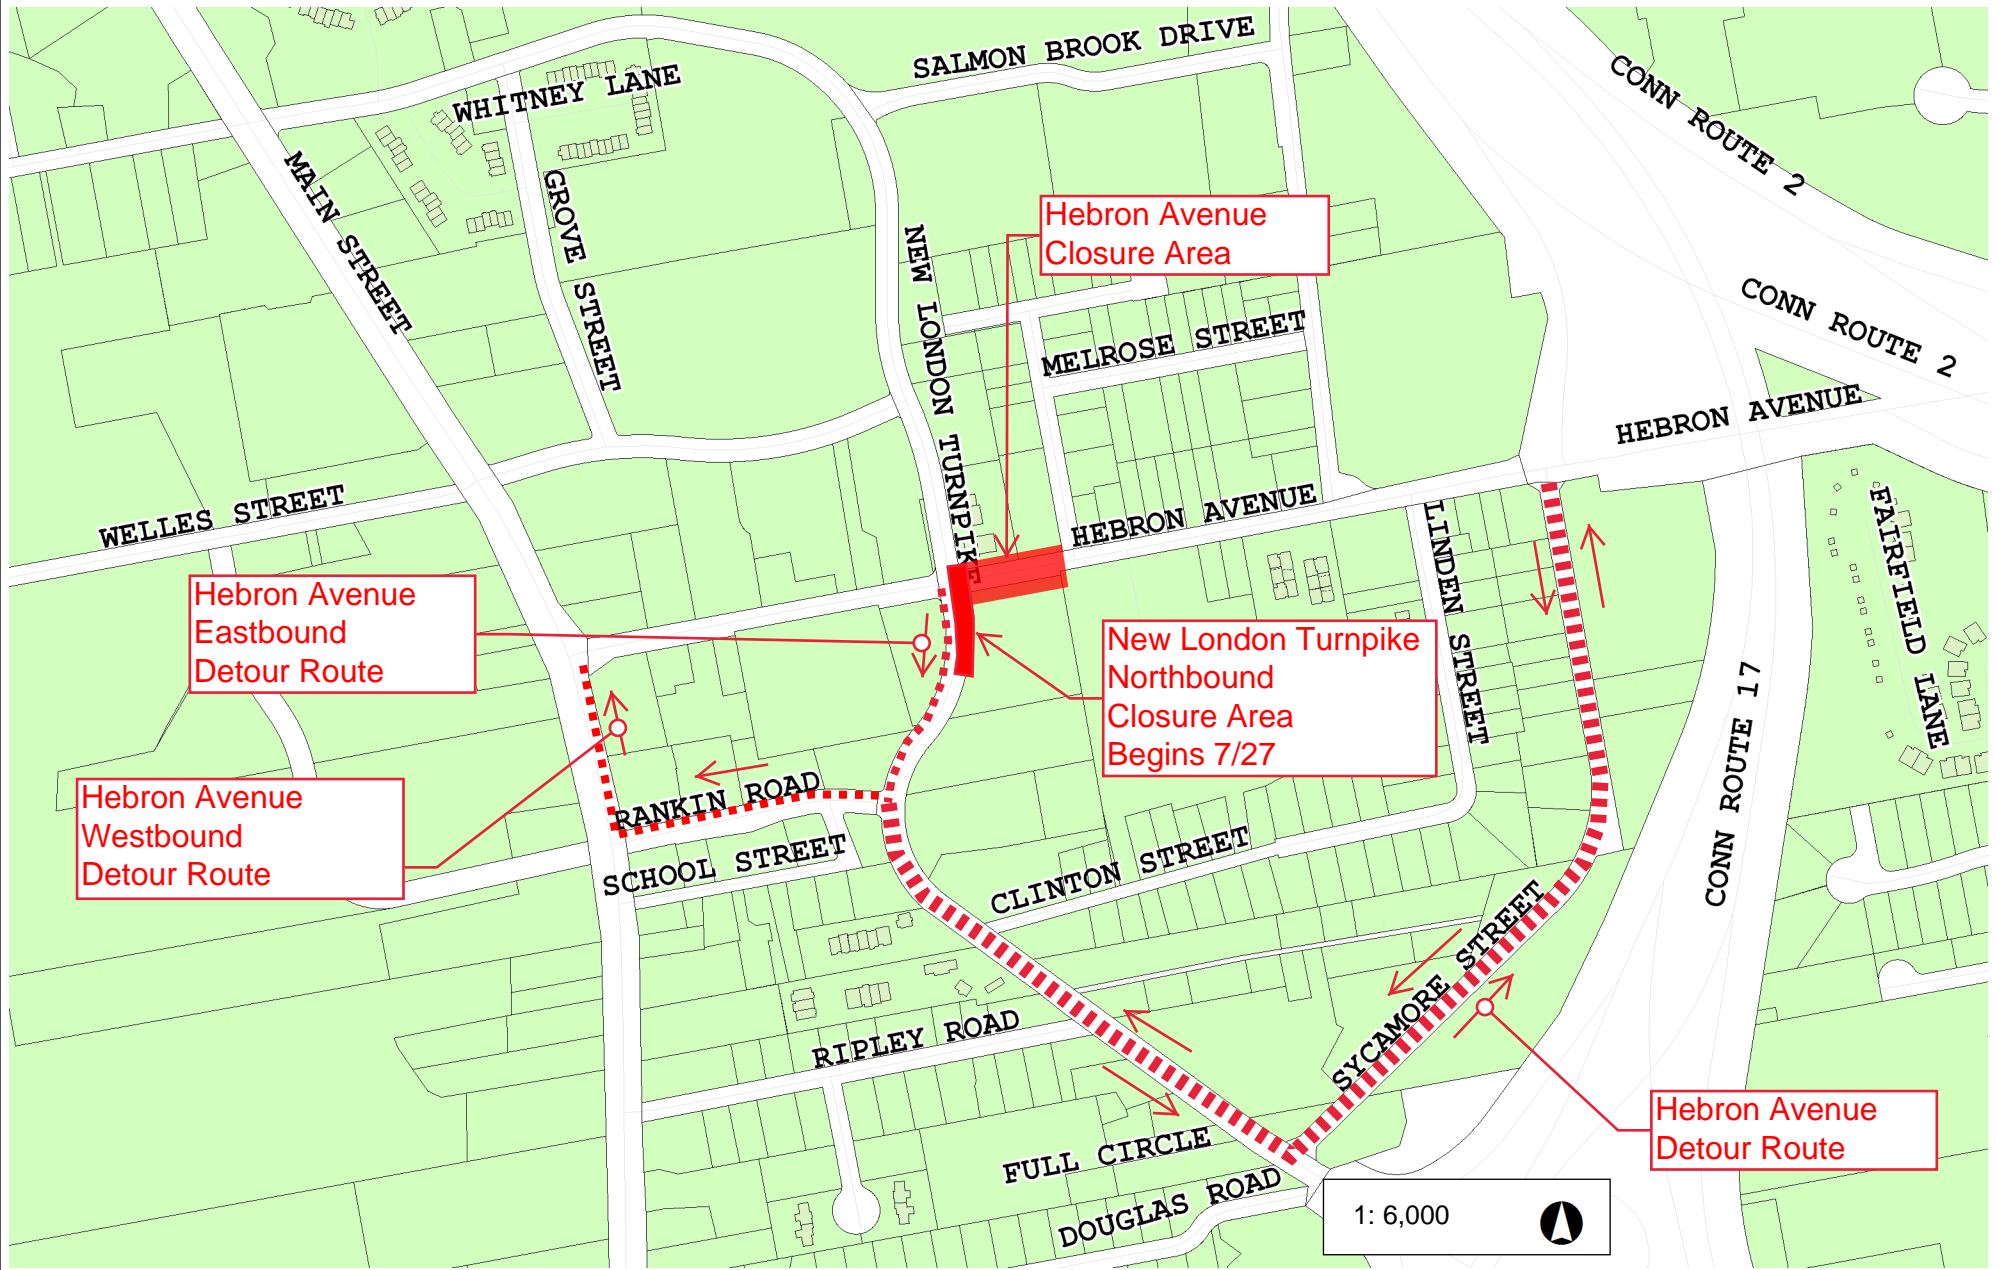 SALMON BROOK DRIVE
WHITNEY LANE
CONN ROUTE 2
MAIN STREET
GROVE STREET
NEW LONDON TURNPIKE
Hebron Avenue
Closure Area
CONN ROUTE 2
MELROSE STREET
HEBRON AVENUE
WELLES STREET
HEBRON AVENUE
LINDEN STREET
FAIRFIELD LANE
Hebron Avenue
Eastbound
Detour Route
New London Turnpike
Northbound
Closure Area
Begins 7/27
CONN ROUTE 17
Hebron Avenue
Westbound
Detour Route
RANKIN ROAD
SCHOOL STREET
CLINTON STREET
SYCAMORE STREET
RIPLEY ROAD
Hebron Avenue
Detour Route
FULL CIRCLE
DOUGLAS ROAD
1: 6,000